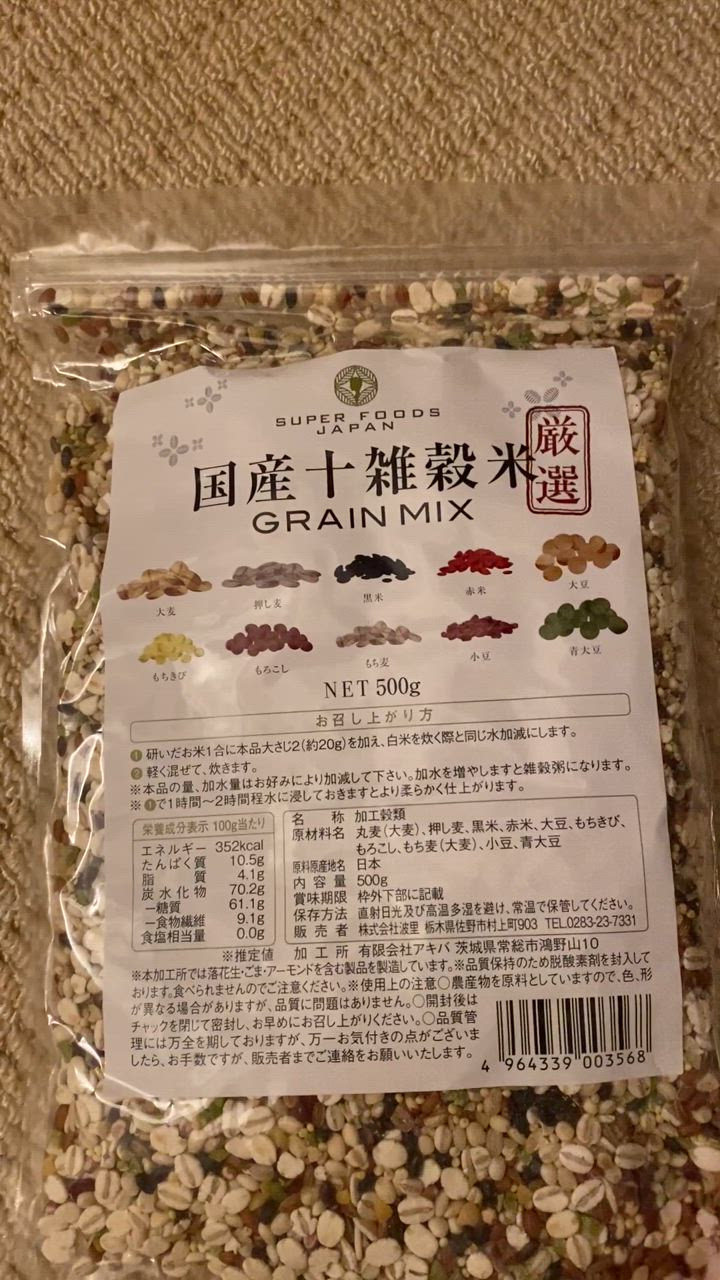 SUPER FOODS
JAPAN
国産十雑穀米
厳選
GRAIN MIX
大麦 押し麦 黒米 赤米 大豆
もちきび もろこし もち麦 小豆 青大豆
NET 500g
お召し上がり方
❶ 研いだお米1合に本品大さじ2(約20g)を加え、白米を炊く際と同じ水加減にします。
❷ 軽く混ぜて、炊きます。
※本品の量、加水量はお好みにより加減して下さい。加水を増やしますと雑穀粥になります。
※❶で1時間〜2時間程水に浸しておきますとより柔らかく仕上がります。
栄養成分表示 100g当たり
エネルギー 352kcal
たんぱく質 10.5g
脂質 4.1g
炭水化物 70.2g
ー糖質 61.1g
ー食物繊維 9.1g
食塩相当量 0.0g
※推定値
名称 加工穀類
原材料名 丸麦(大麦)、押し麦、黒米、赤米、大豆、もちきび、
もろこし、もち麦(大麦)、小豆、青大豆
原料原産地名 日本
内容量 500g
賞味期限 枠外下部に記載
保存方法 直射日光及び高温多湿を避け、常温で保管してください。
販売者 株式会社波里 栃木県佐野市村上町903 TEL.0283-23-7331
加工所 有限会社アキバ 茨城県常総市鴻野山10
※本加工所では落花生・ごま・アーモンドを含む製品を製造しています。※品質保持のため脱酸素剤を封入して
おります。食べられませんのでご注意ください。※使用上の注意○農産物を原料としていますので、色、形
が異なる場合がありますが、品質に問題はありません。○開封後は
チャックを閉じて密封し、お早めにお召し上がりください。○品質管
理には万全を期しておりますが、万一お気付きの点がございま
したら、お手数ですが、販売者までご連絡をお願いいたします。
4 964339 003568